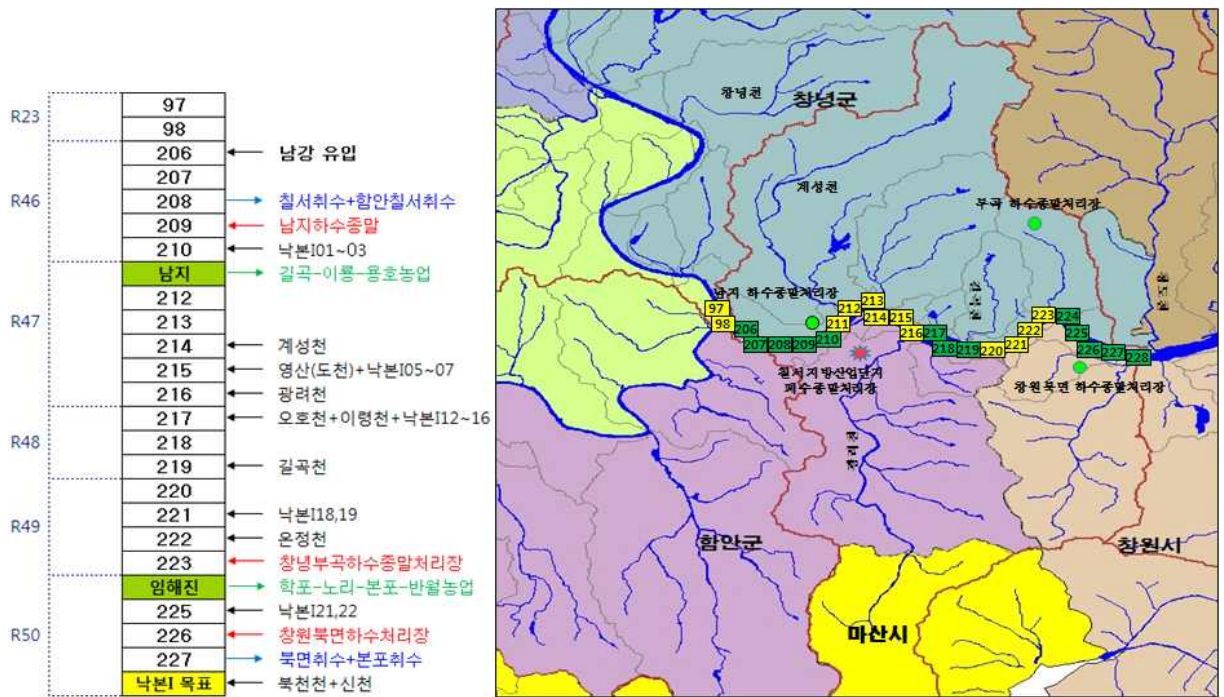 R23
97
98
R46
206
남강 유입
207
208
칠서취수+함안칠서취수
209
남지하수종말
210
낙본I01~03
R47
남지
길곡-이룡-용호농업
212
213
214
계성천
215
영산(도천)+낙본I05~07
216
광려천
R48
217
오호천+이령천+낙본I12~16
218
219
길곡천
R49
220
221
낙본I18,19
222
온정천
223
창녕부곡하수종말처리장
R50
임해진
학포-노리-본포-반월농업
225
낙본I21,22
226
창원북면하수처리장
227
북면취수+본포취수
낙본I 목표
북천천+신천
창녕천
창녕군
계성천
부곡 하수종말처리장
남지 하수종말처리장
97
98
206
207
208
209
210
211
212
213
214
215
216
217
218
219
220
221
222
223
224
225
226
227
228
칠서지방산업단지
폐수종말처리장
창원북면 하수종말처리장
함안군
창원시
마산시